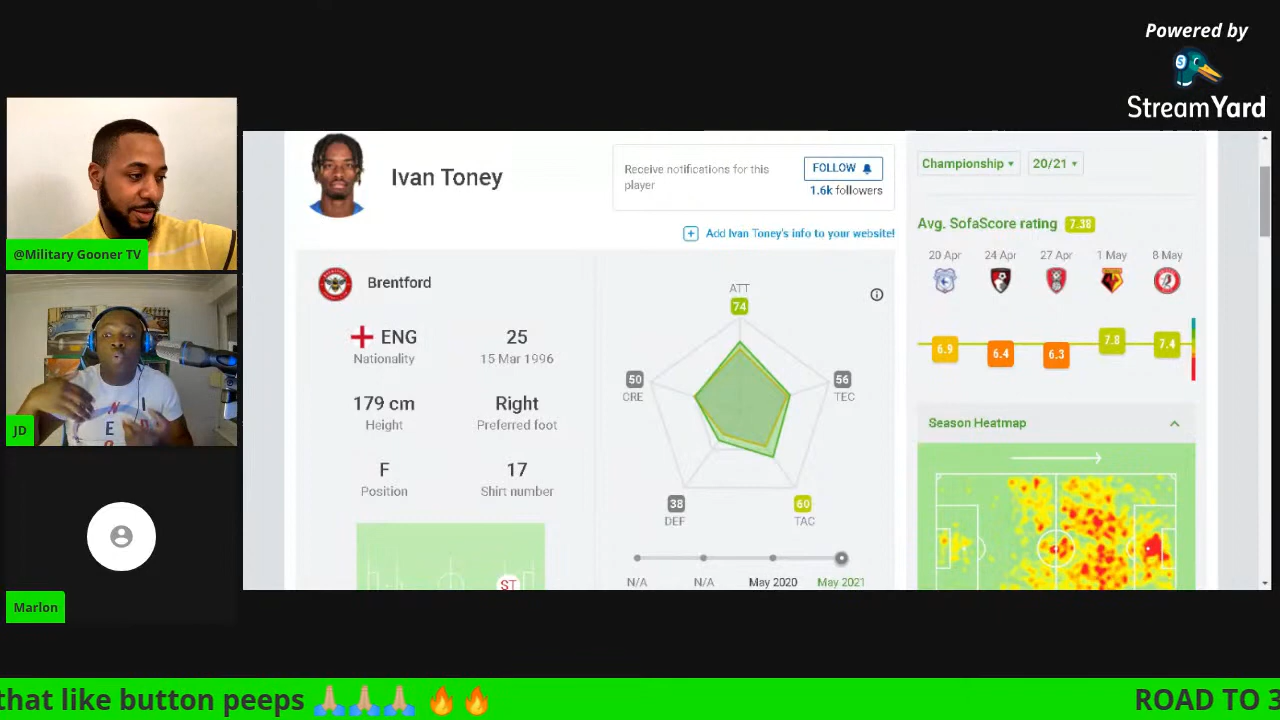 Powered by
StreamYard
@Military Gooner TV
JD
Marlon
Ivan Toney
Receive notifications for this player
FOLLOW
1.6k followers
Add Ivan Toney's info to your website!
Brentford
ENG
Nationality
25
15 Mar 1996
179 cm
Height
Right
Preferred foot
F
Position
17
Shirt number
ST
ATT
74
50
CRE
56
TEC
38
DEF
60
TAC
N/A
N/A
May 2020
May 2021
Championship
20/21
Avg. SofaScore rating 7.38
20 Apr
24 Apr
27 Apr
1 May
8 May
6.9
6.4
6.3
7.8
7.4
Season Heatmap
that like button peeps 🙏🏼🙏🏼🙏🏼 🔥🔥
ROAD TO 3